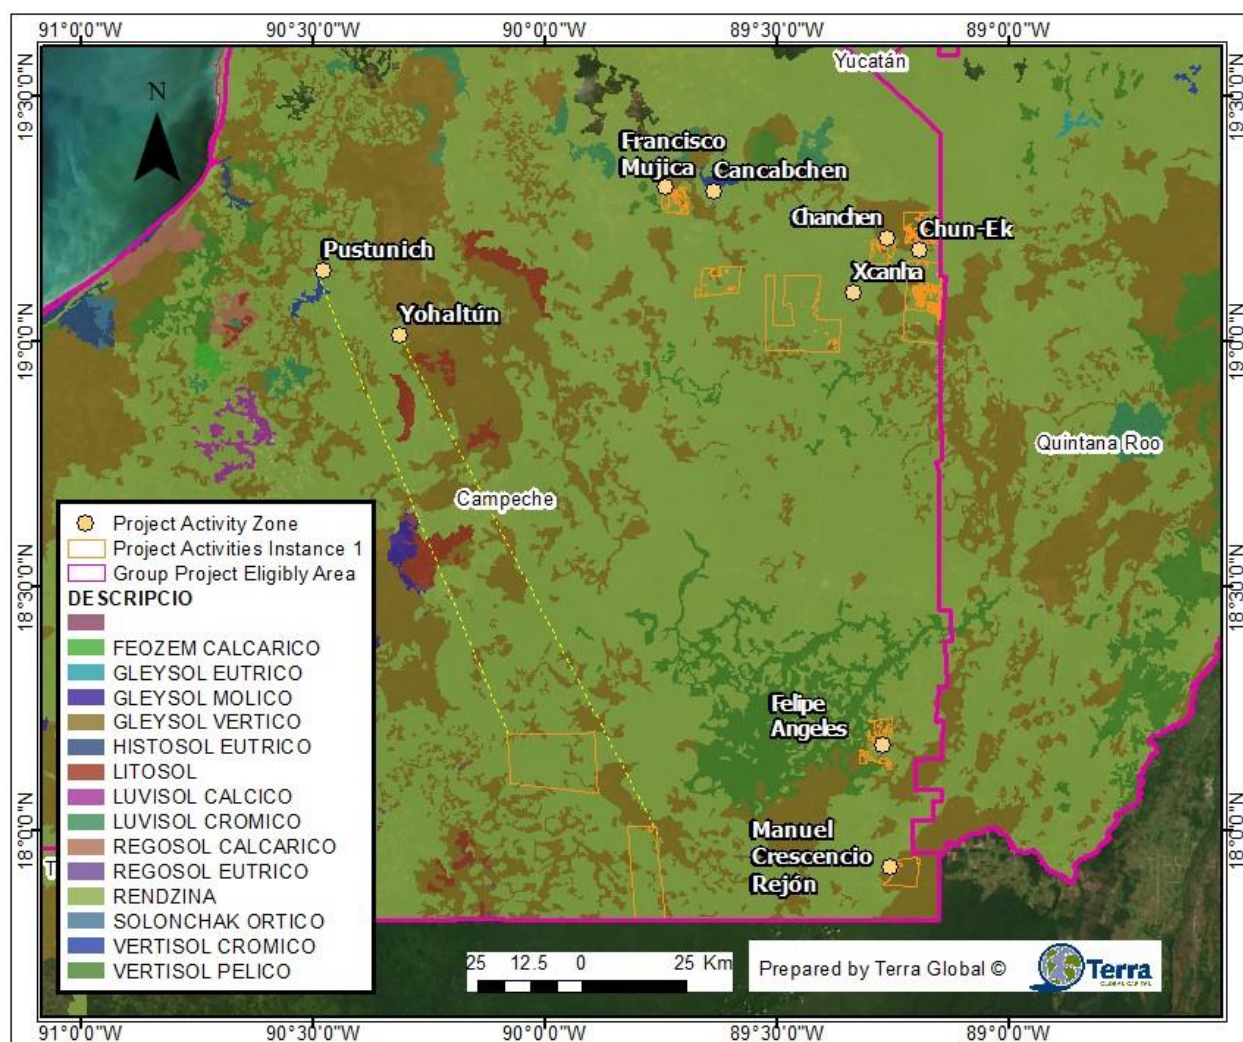 91°0'0"W 90°30'0"W 90°0'0"W 89°30'0"W 89°0'0"W
19°30'0"N
19°0'0"N
18°30'0"N
18°0'0"N
19°30'0"N
19°0'0"N
18°30'0"N
18°0'0"N
N
Yucatán
Francisco
Mujica
Cancabchen
Chanchen
Chun-Ek
Xcanha
Pustunich
Yohaltún
Quintana Roo
Campeche
Felipe
Angeles
Manuel
Crescencio
Rejón
T
Project Activity Zone
Project Activities Instance 1
Group Project Eligibly Area
DESCRIPCIO
FEOZEM CALCARICO
GLEYSOL EUTRICO
GLEYSOL MOLICO
GLEYSOL VERTICO
HISTOSOL EUTRICO
LITOSOL
LUVISOL CALCICO
LUVISOL CROMICO
REGOSOL CALCARICO
REGOSOL EUTRICO
RENDZINA
SOLONCHAK ORTICO
VERTISOL CROMICO
VERTISOL PELICO
25 12.5 0 25 Km
Prepared by Terra Global ©
Terra
GLOBAL CAPITAL
91°0'0"W 90°30'0"W 90°0'0"W 89°30'0"W 89°0'0"W